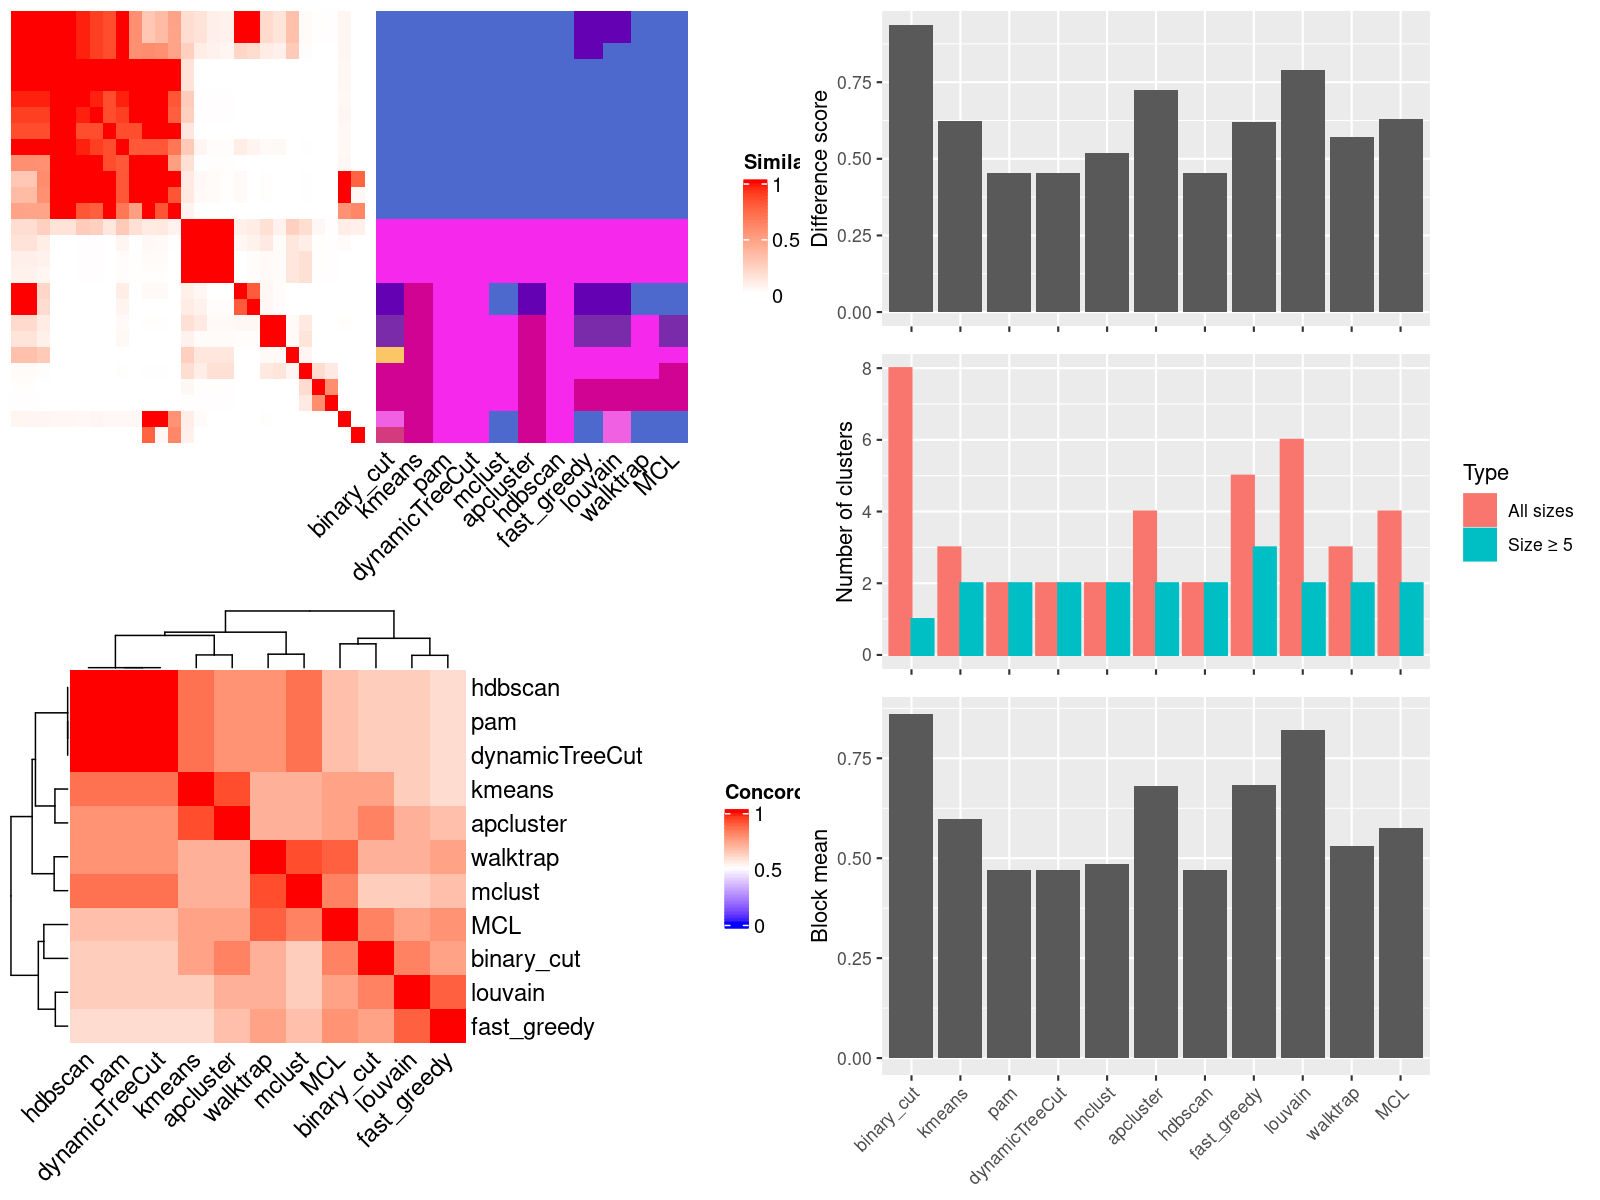 Simila
1
0.5
0
binary_cut
kmeans
pam
dynamicTreeCut
mclust
apcluster
hdbscan
fast_greedy
louvain
walktrap
MCL
hdbscan
pam
dynamicTreeCut
kmeans
apcluster
walktrap
mclust
MCL
binary_cut
louvain
fast_greedy
hdbscan
pam
dynamicTreeCut
kmeans
apcluster
walktrap
mclust
MCL
binary_cut
louvain
fast_greedy
Concord
1
0.5
0
Difference score
0.75
0.50
0.25
0.00
Number of clusters
8
6
4
2
0
Type
All sizes
Size ≥ 5
Block mean
0.75
0.50
0.25
0.00
binary_cut
kmeans
pam
dynamicTreeCut
mclust
apcluster
hdbscan
fast_greedy
louvain
walktrap
MCL